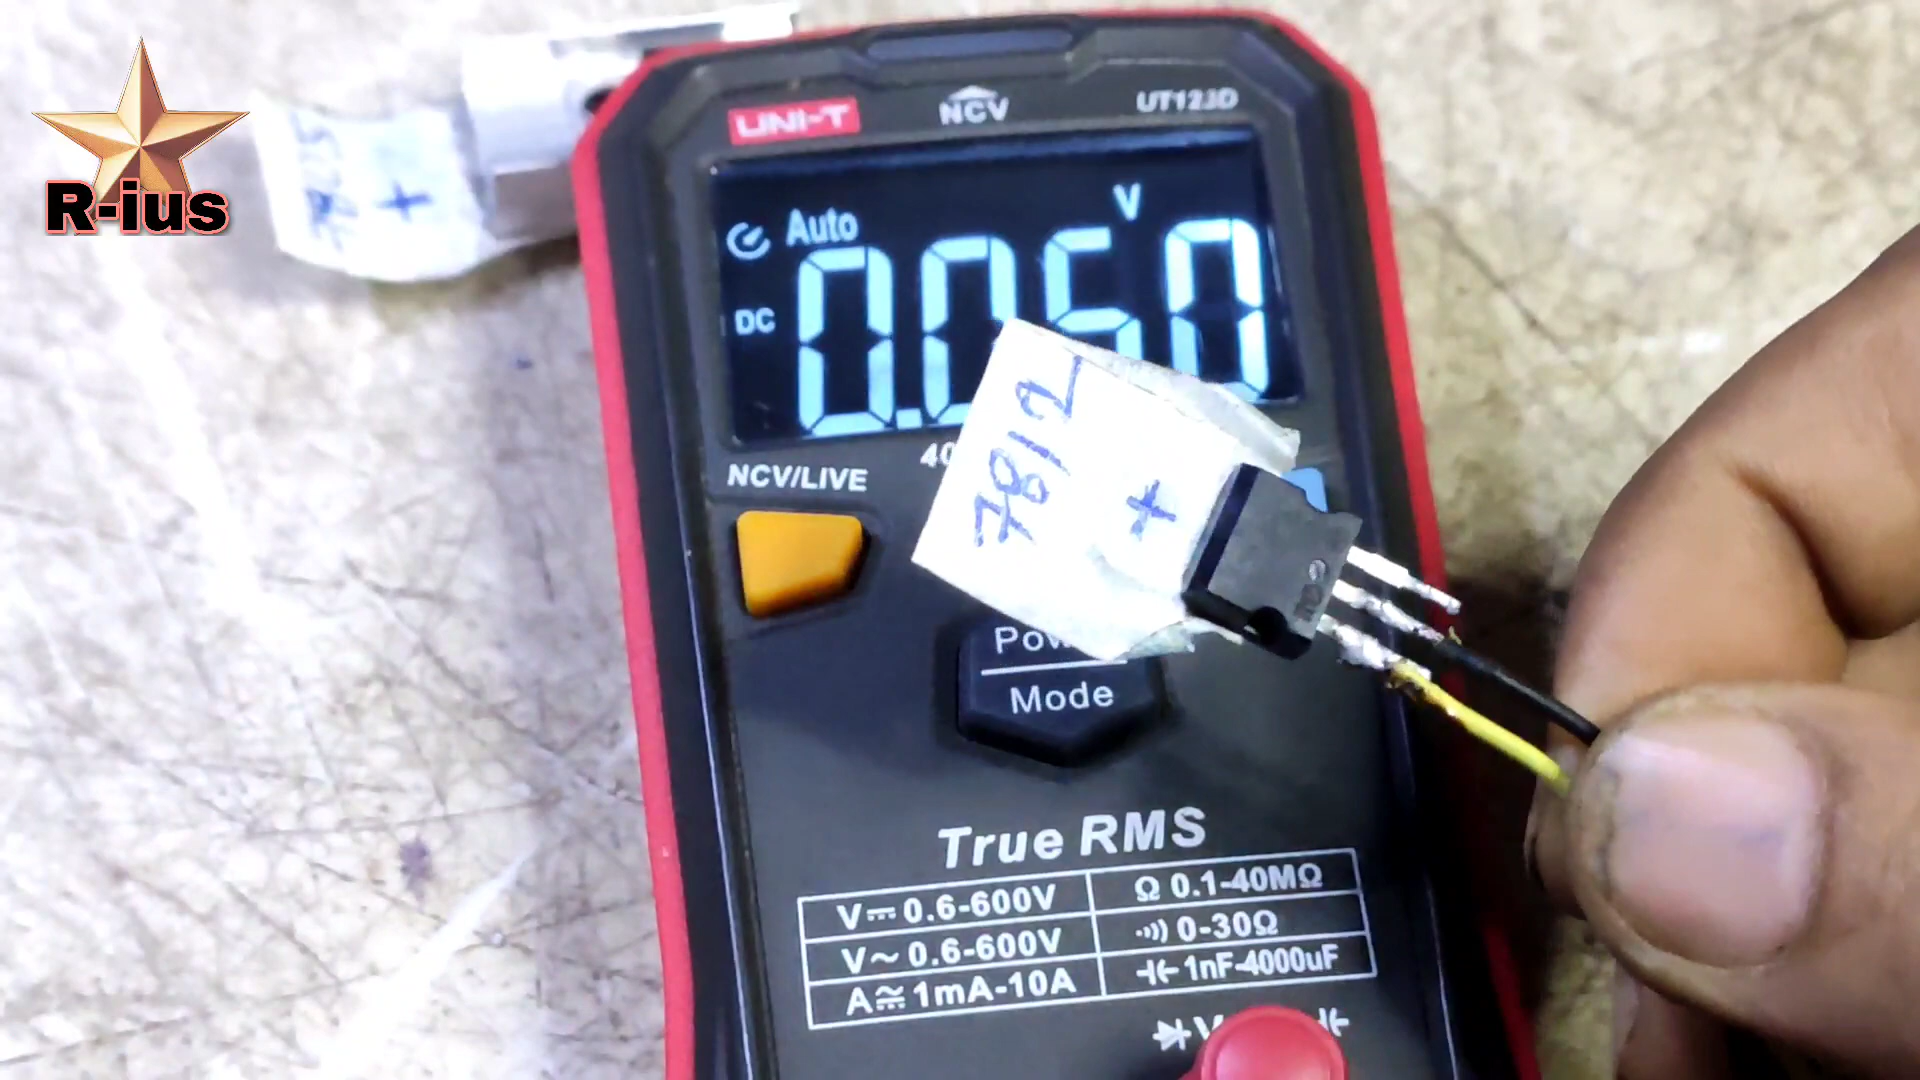 R-ius
+
UNI-T
NCV
UT123D
Auto
V
DC
0.050
NCV/LIVE
7812
+
Mode
True RMS
V⎓0.6-600V
Ω 0.1-40MΩ
V~0.6-600V
0-30Ω
A 1mA-10A
1nF-4000uF